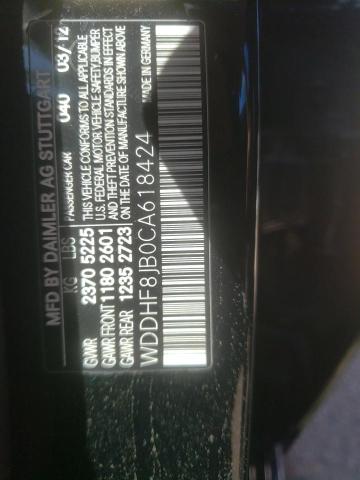 MFD BY DAIMLER AG STUTTGART
KG LBS PASSENGER CAR 040 03/12
GVWR 2370 5225 THIS VEHICLE CONFORMS TO ALL APPLICABLE
U.S. FEDERAL MOTOR VEHICLE SAFETY, BUMPER
GAWR FRONT 1180 2601 AND THEFT PREVENTION STANDARDS IN EFFECT
GAWR REAR 1235 2723 ON THE DATE OF MANUFACTURE SHOWN ABOVE
WDDHF8JB0CA618424 MADE IN GERMANY